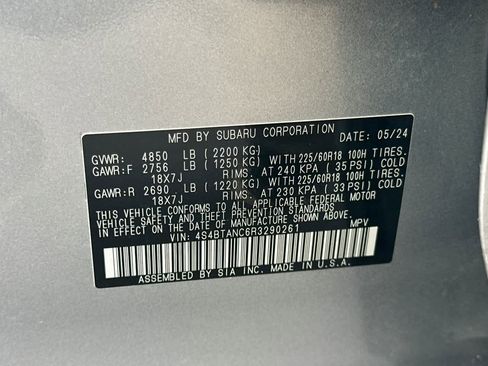 MFD BY SUBARU CORPORATION DATE: 05/24
GVWR: 4850 LB ( 2200 KG)
GAWR:F 2756 LB ( 1250 KG) WITH 225/60R18 100H TIRES.
18X7J RIMS. AT 240 KPA ( 35 PSI) COLD
GAWR:R 2690 LB ( 1220 KG) WITH 225/60R18 100H TIRES.
18X7J RIMS. AT 230 KPA ( 33 PSI) COLD
THIS VEHICLE CONFORMS TO ALL APPLICABLE FEDERAL MOTOR
VEHICLE SAFETY AND THEFT PREVENTION STANDARDS IN
EFFECT ON THE DATE OF MANUFACTURE SHOWN ABOVE.
VIN: 4S4BTANC6R3290261 MPV
ASSEMBLED BY SIA INC. MADE IN U.S.A.